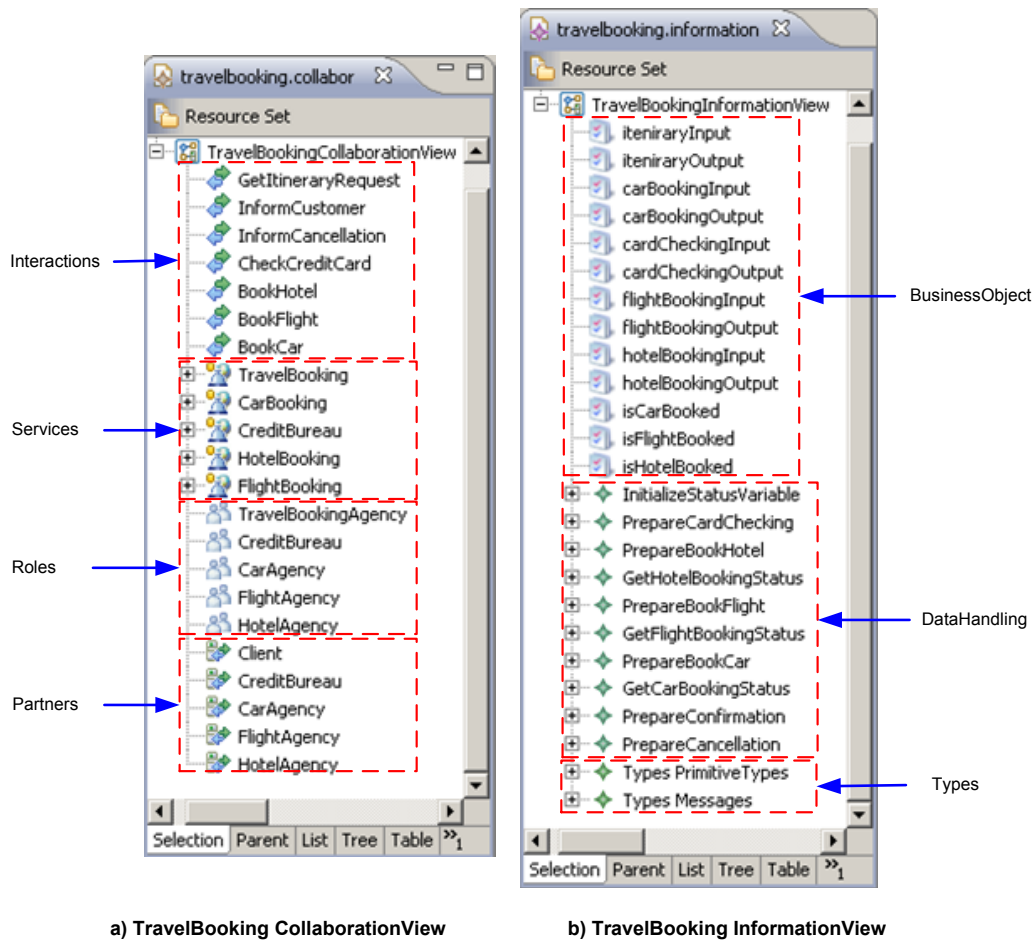 travelbooking.collabor
Resource Set
TravelBookingCollaborationView
GetItineraryRequest
InformCustomer
InformCancellation
CheckCreditCard
BookHotel
BookFlight
BookCar
TravelBooking
CarBooking
CreditBureau
HotelBooking
FlightBooking
TravelBookingAgency
CreditBureau
CarAgency
FlightAgency
HotelAgency
Client
CreditBureau
CarAgency
FlightAgency
HotelAgency
Selection Parent List Tree Table »1
Interactions
Services
Roles
Partners
a) TravelBooking CollaborationView
travelbooking.information
Resource Set
TravelBookingInformationView
iteniraryInput
iteniraryOutput
carBookingInput
carBookingOutput
cardCheckingInput
cardCheckingOutput
flightBookingInput
flightBookingOutput
hotelBookingInput
hotelBookingOutput
isCarBooked
isFlightBooked
isHotelBooked
InitializeStatusVariable
PrepareCardChecking
PrepareBookHotel
GetHotelBookingStatus
PrepareBookFlight
GetFlightBookingStatus
PrepareBookCar
GetCarBookingStatus
PrepareConfirmation
PrepareCancellation
Types PrimitiveTypes
Types Messages
Selection Parent List Tree Table »1
BusinessObject
DataHandling
Types
b) TravelBooking InformationView